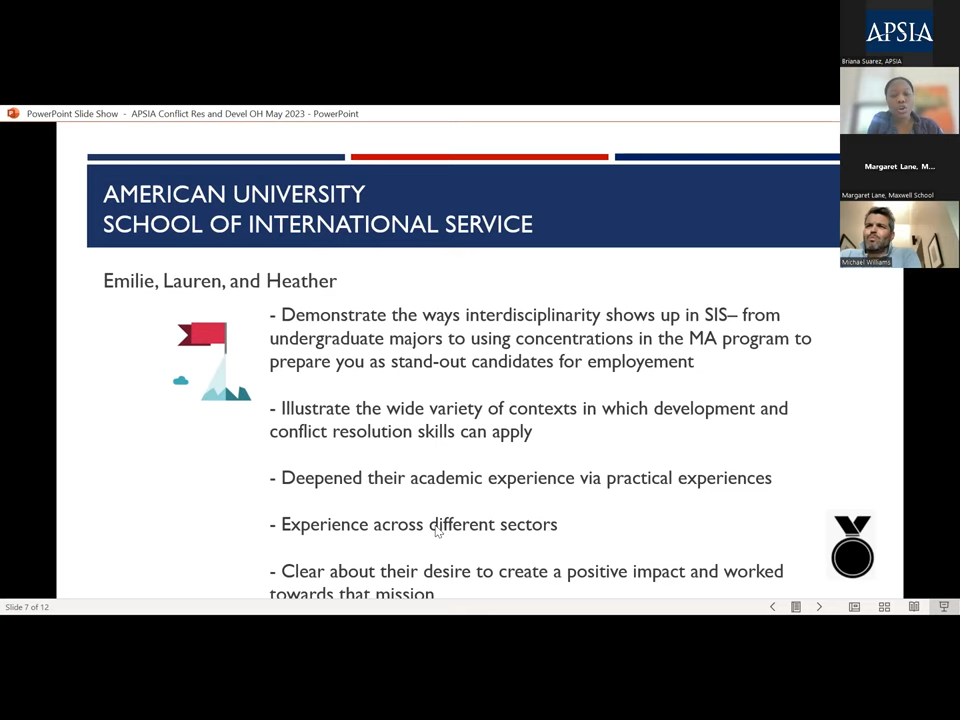 APSIA
Briana Suarez, APSIA
PowerPoint Slide Show - APSIA Conflict Res and Devel OH May 2023 - PowerPoint
Margaret Lane, M...
Margaret Lane, Maxwell School
Michael Williams
AMERICAN UNIVERSITY
SCHOOL OF INTERNATIONAL SERVICE
Emilie, Lauren, and Heather
- Demonstrate the ways interdisciplinarity shows up in SIS– from
undergraduate majors to using concentrations in the MA program to
prepare you as stand-out candidates for employement
- Illustrate the wide variety of contexts in which development and
conflict resolution skills can apply
- Deepened their academic experience via practical experiences
- Experience across different sectors
- Clear about their desire to create a positive impact and worked
towards that mission
Slide 7 of 12